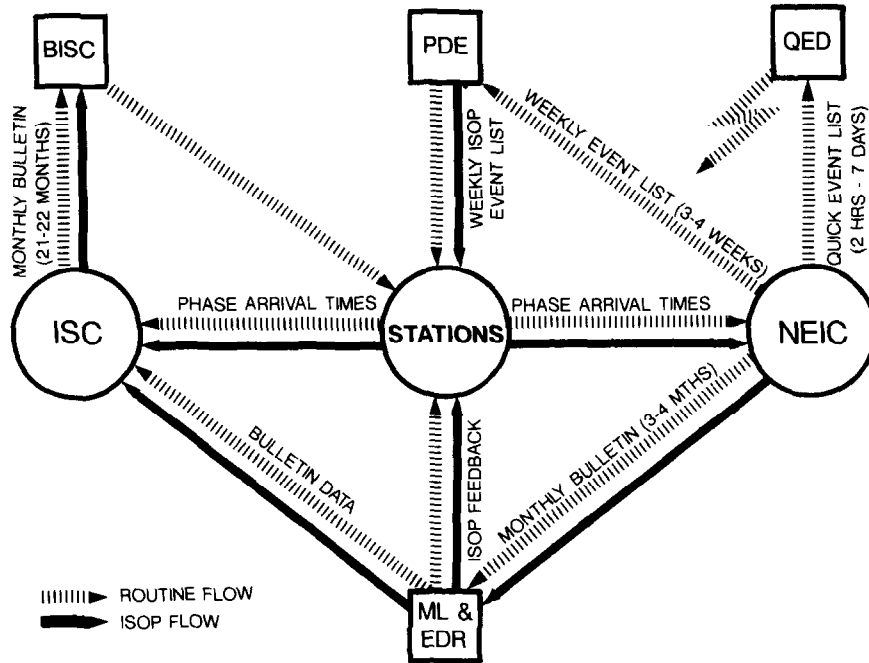 BISC
PDE
QED
MONTHLY BULLETIN
(21-22 MONTHS)
WEEKLY ISOP
EVENT LIST
WEEKLY EVENT LIST (3-4 WEEKS)
QUICK EVENT LIST
(2 HRS - 7 DAYS)
ISC
PHASE ARRIVAL TIMES
STATIONS
PHASE ARRIVAL TIMES
NEIC
BULLETIN DATA
ISOP FEEDBACK
MONTHLY BULLETIN (3-4 MTHS)
ROUTINE FLOW
ISOP FLOW
ML &
EDR